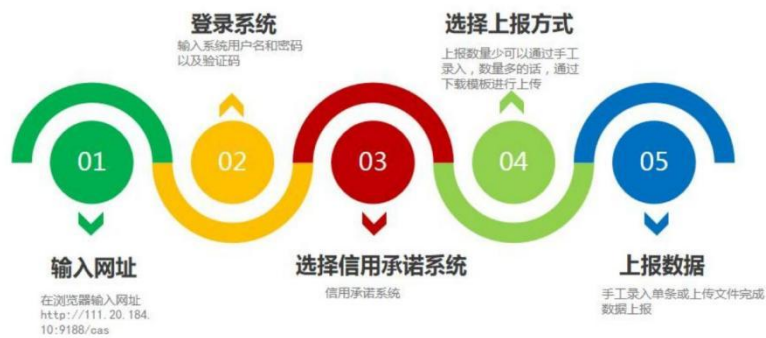 01
输入网址
在浏览器输入网址
http://111.20.184.
10:9188/cas
02
登录系统
输入系统用户名和密码
以及验证码
03
选择信用承诺系统
信用承诺系统
04
选择上报方式
上报数量少可以通过手工
录入，数量多的话，通过
下载模板进行上传
05
上报数据
手工录入单条或上传文件完成
数据上报